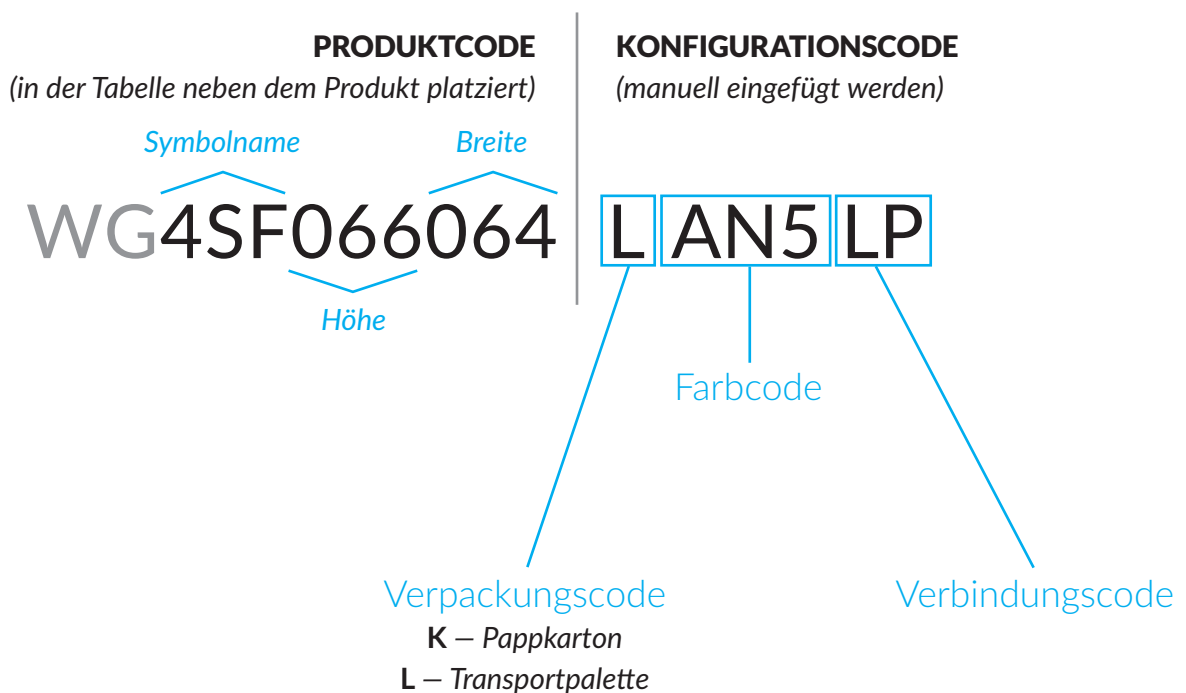 PRODUKTCODE
(in der Tabelle neben dem Produkt platziert)
KONFIGURATIONSCODE
(manuell eingefügt werden)
Symbolname
Breite
WG4SF066064 L AN5 LP
Höhe
Farbcode
Verpackungscode
K — Pappkarton
L — Transportpalette
Verbindungscode